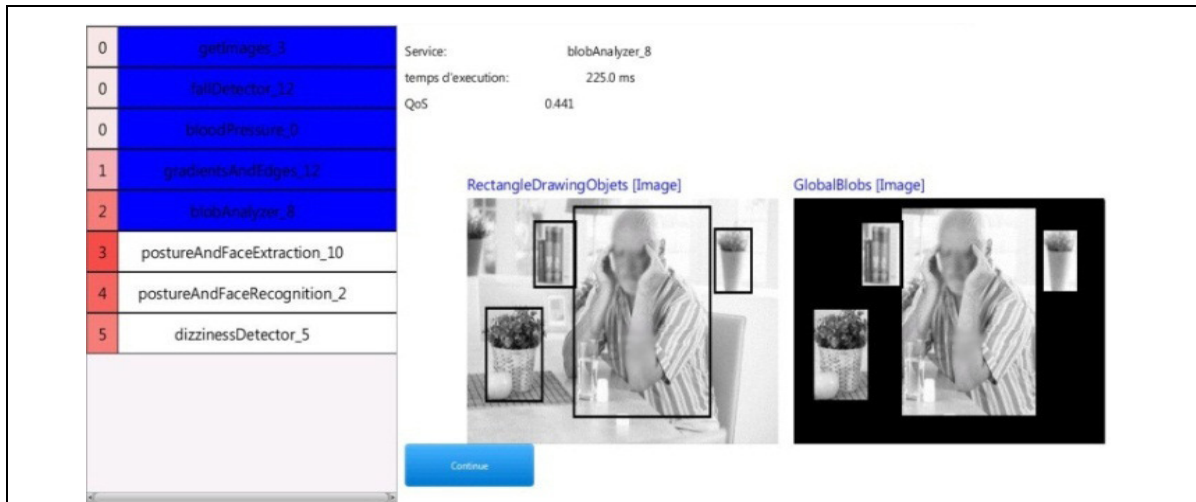 0 getImages_3
0 fallDetector_12
0 bloodPressure_0
1 gradientsAndEdges_12
2 blobAnalyzer_8
3 postureAndFaceExtraction_10
4 postureAndFaceRecognition_2
5 dizzinessDetector_5
Service: blobAnalyzer_8
temps d'execution: 225.0 ms
QoS 0.441
RectangleDrawingObjets [Image]
GlobalBlobs [Image]
Continue